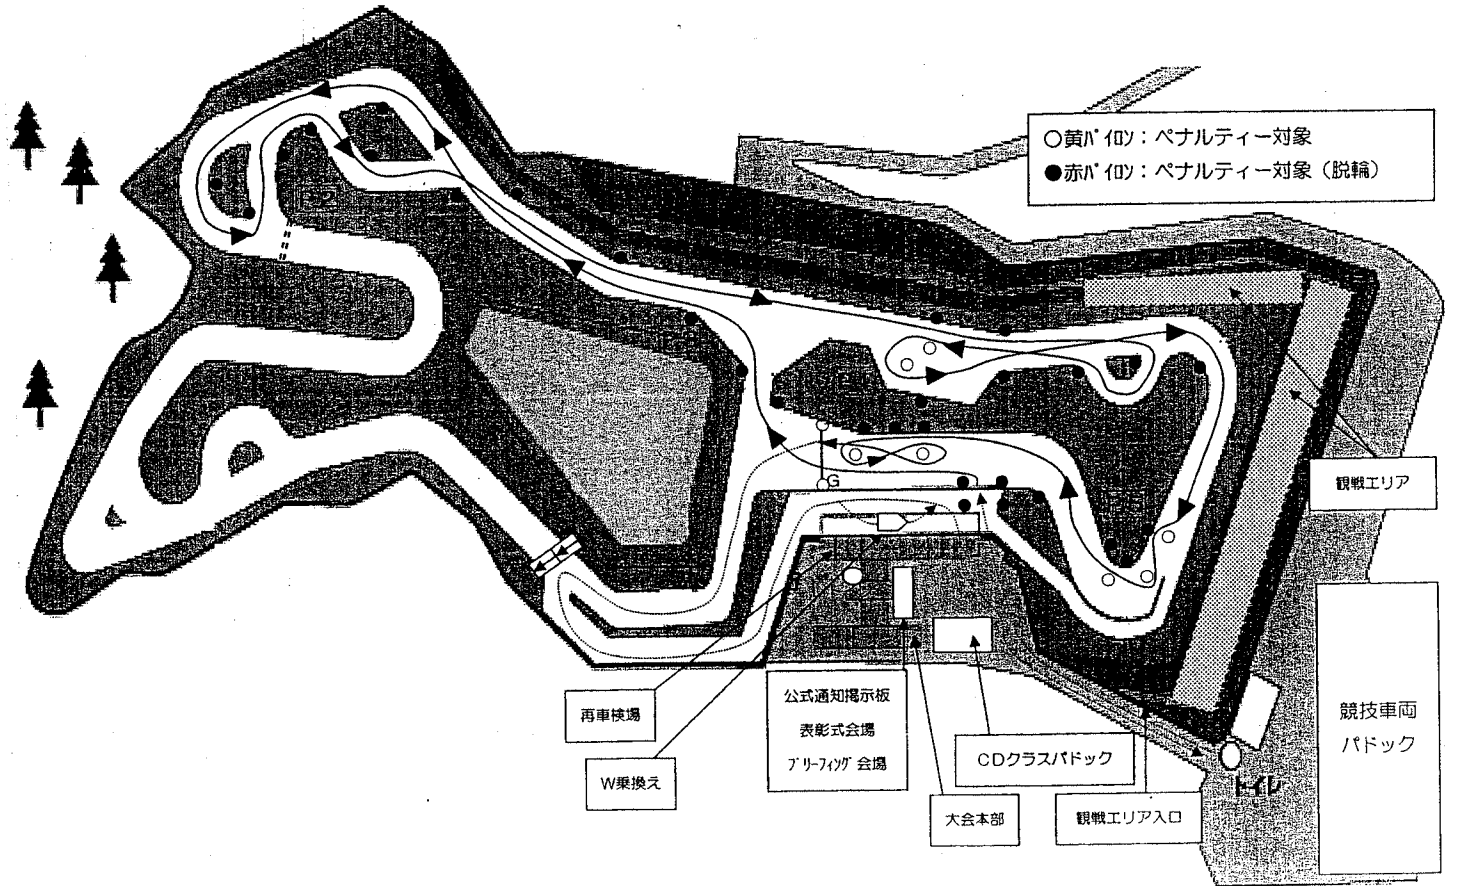 ○黄ﾊﾟｲﾛﾝ：ペナルティー対象
●赤ﾊﾟｲﾛﾝ：ペナルティー対象（脱輪）
観戦エリア
G
再車検場
W乗換え
公式通知掲示板
表彰式会場
ﾌﾞﾘｰﾌｨﾝｸﾞ会場
CDクラスパドック
大会本部
観戦エリア入口
トイレ
競技車両
パドック